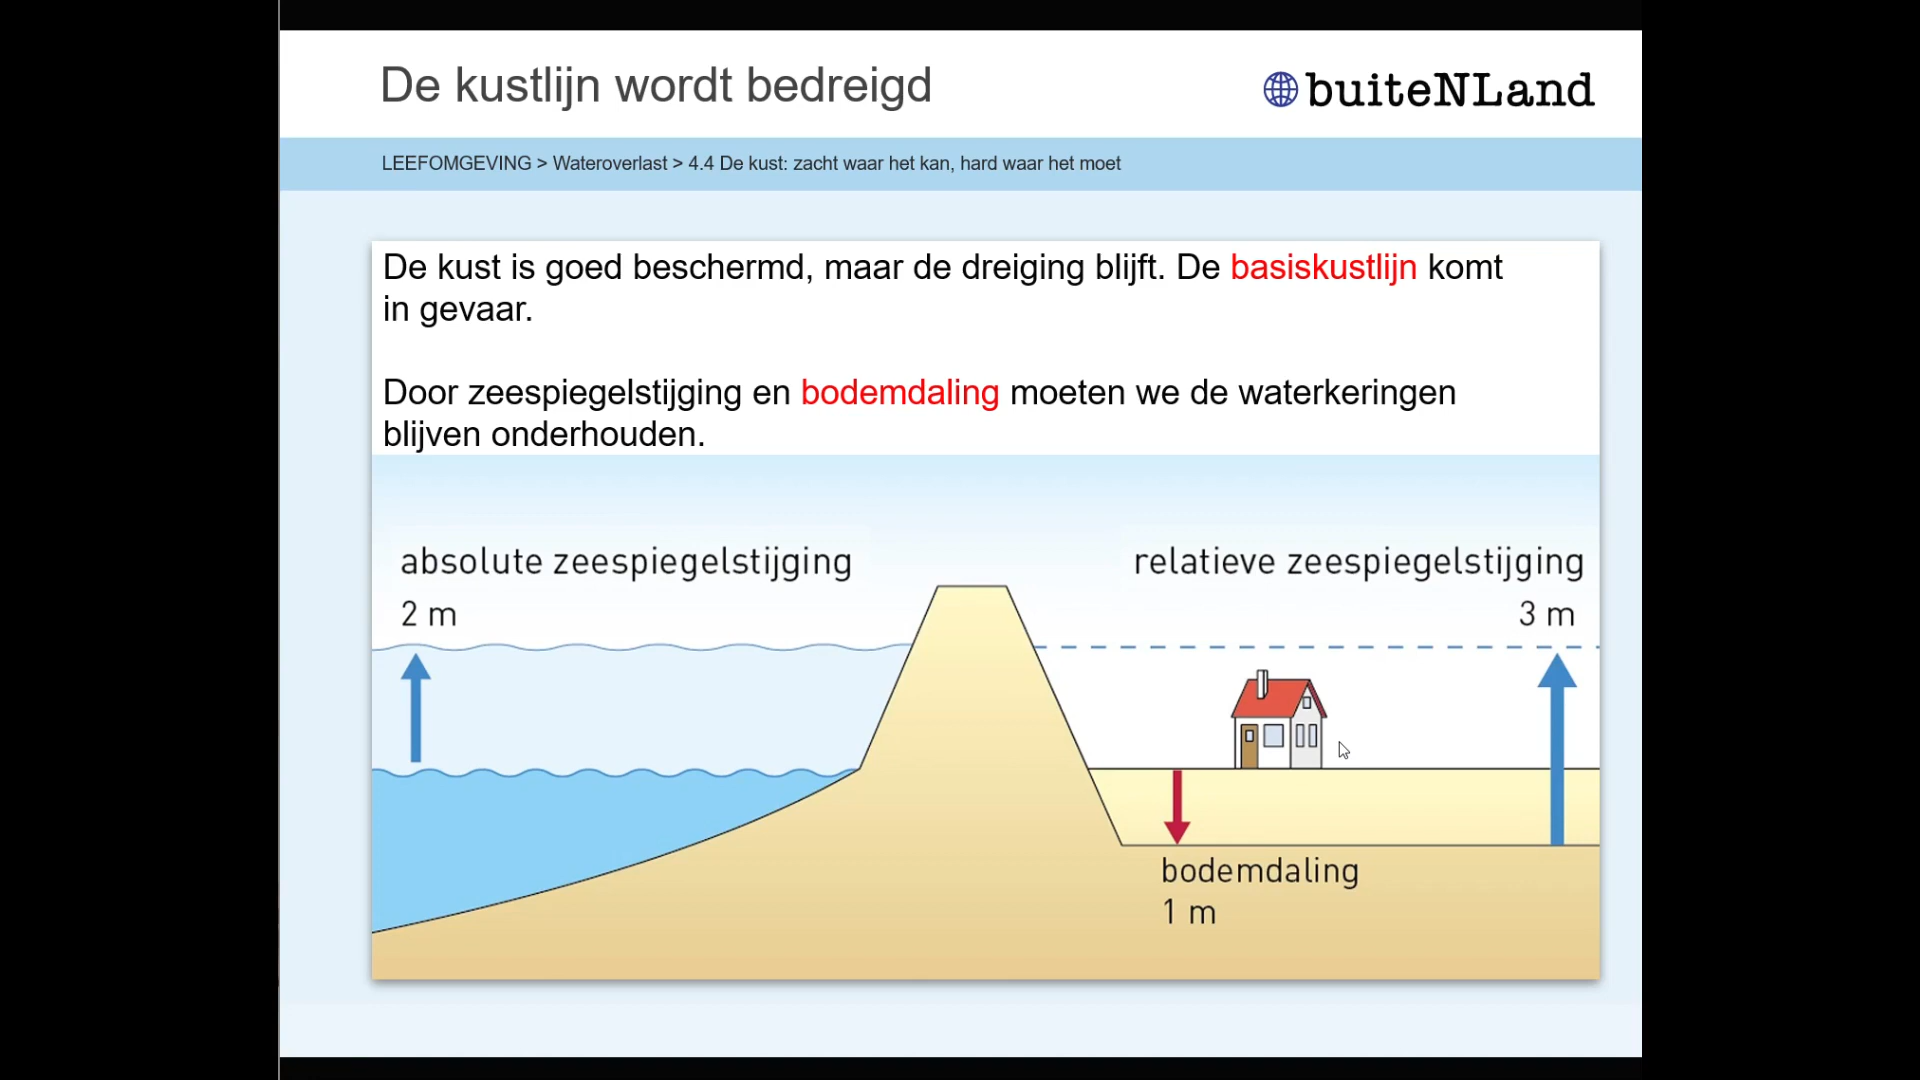 De kustlijn wordt bedreigd
buiteNLand
LEEFOMGEVING > Wateroverlast > 4.4 De kust: zacht waar het kan, hard waar het moet
De kust is goed beschermd, maar de dreiging blijft. De basiskustlijn komt
in gevaar.
Door zeespiegelstijging en bodemdaling moeten we de waterkeringen
blijven onderhouden.
absolute zeespiegelstijging
2 m
relatieve zeespiegelstijging
3 m
bodemdaling
1 m